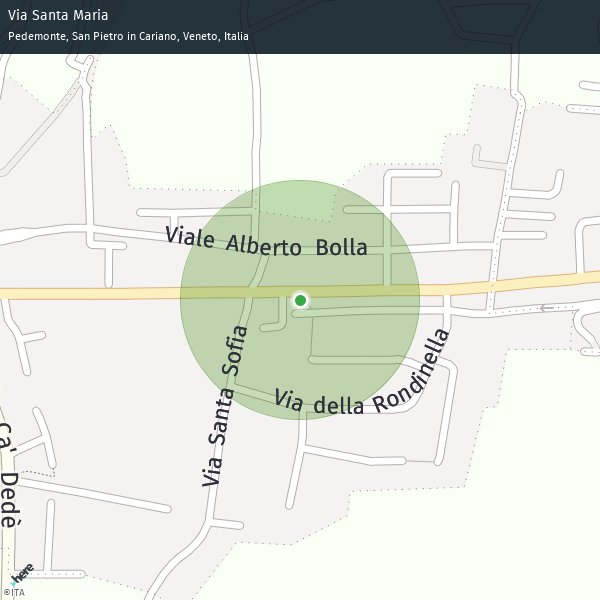 Via Santa Maria
Pedemonte, San Pietro in Cariano, Veneto, Italia
Viale Alberto Bolla
Via Santa Sofia
Via della Rondinella
Ca' Dedè
here
©ITA